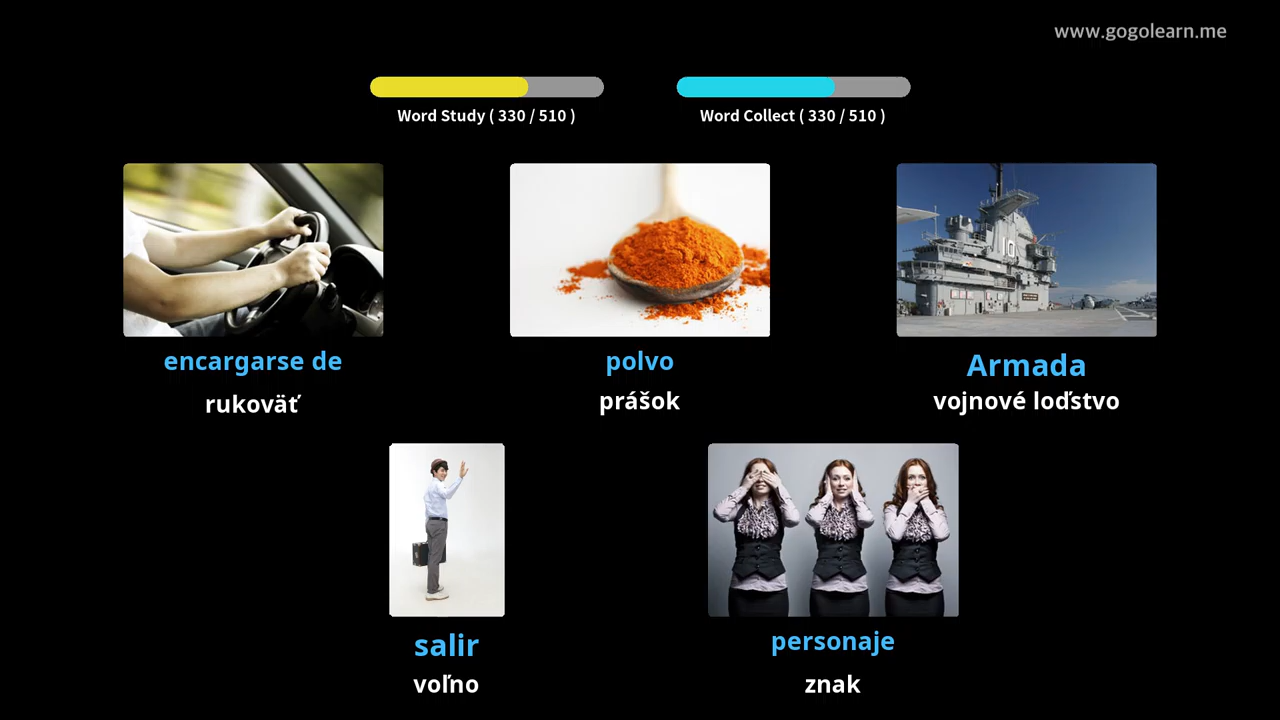 www.gogolearn.me
Word Study ( 330 / 510 )
Word Collect ( 330 / 510 )
encargarse de
rukoväť
polvo
prášok
Armada
vojnové loďstvo
salir
voľno
personaje
znak